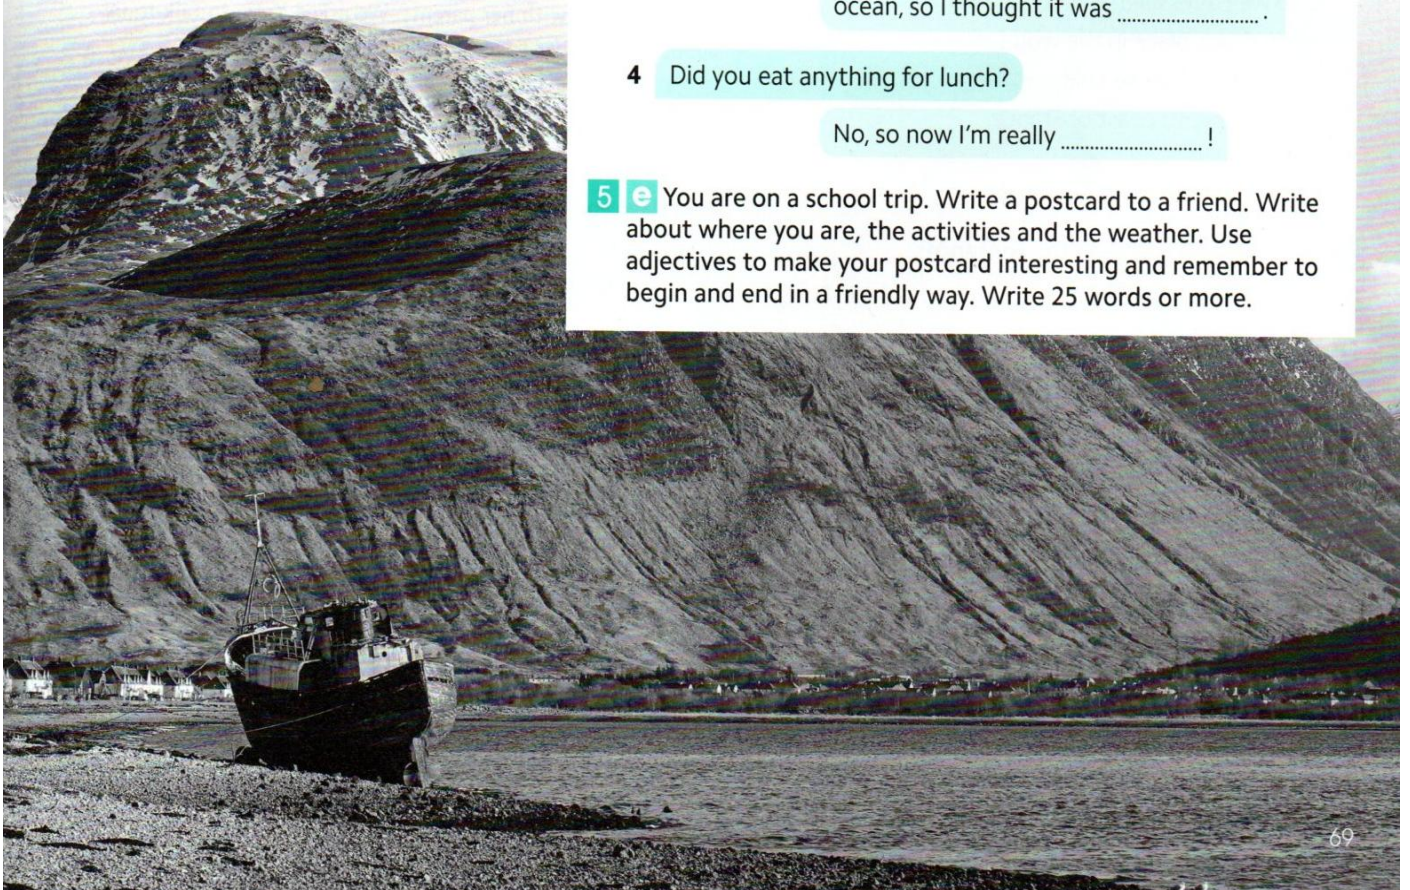 ocean, so I thought it was ............................ .
4 Did you eat anything for lunch?
No, so now I'm really ............................ !
5 e You are on a school trip. Write a postcard to a friend. Write
about where you are, the activities and the weather. Use
adjectives to make your postcard interesting and remember to
begin and end in a friendly way. Write 25 words or more.
69